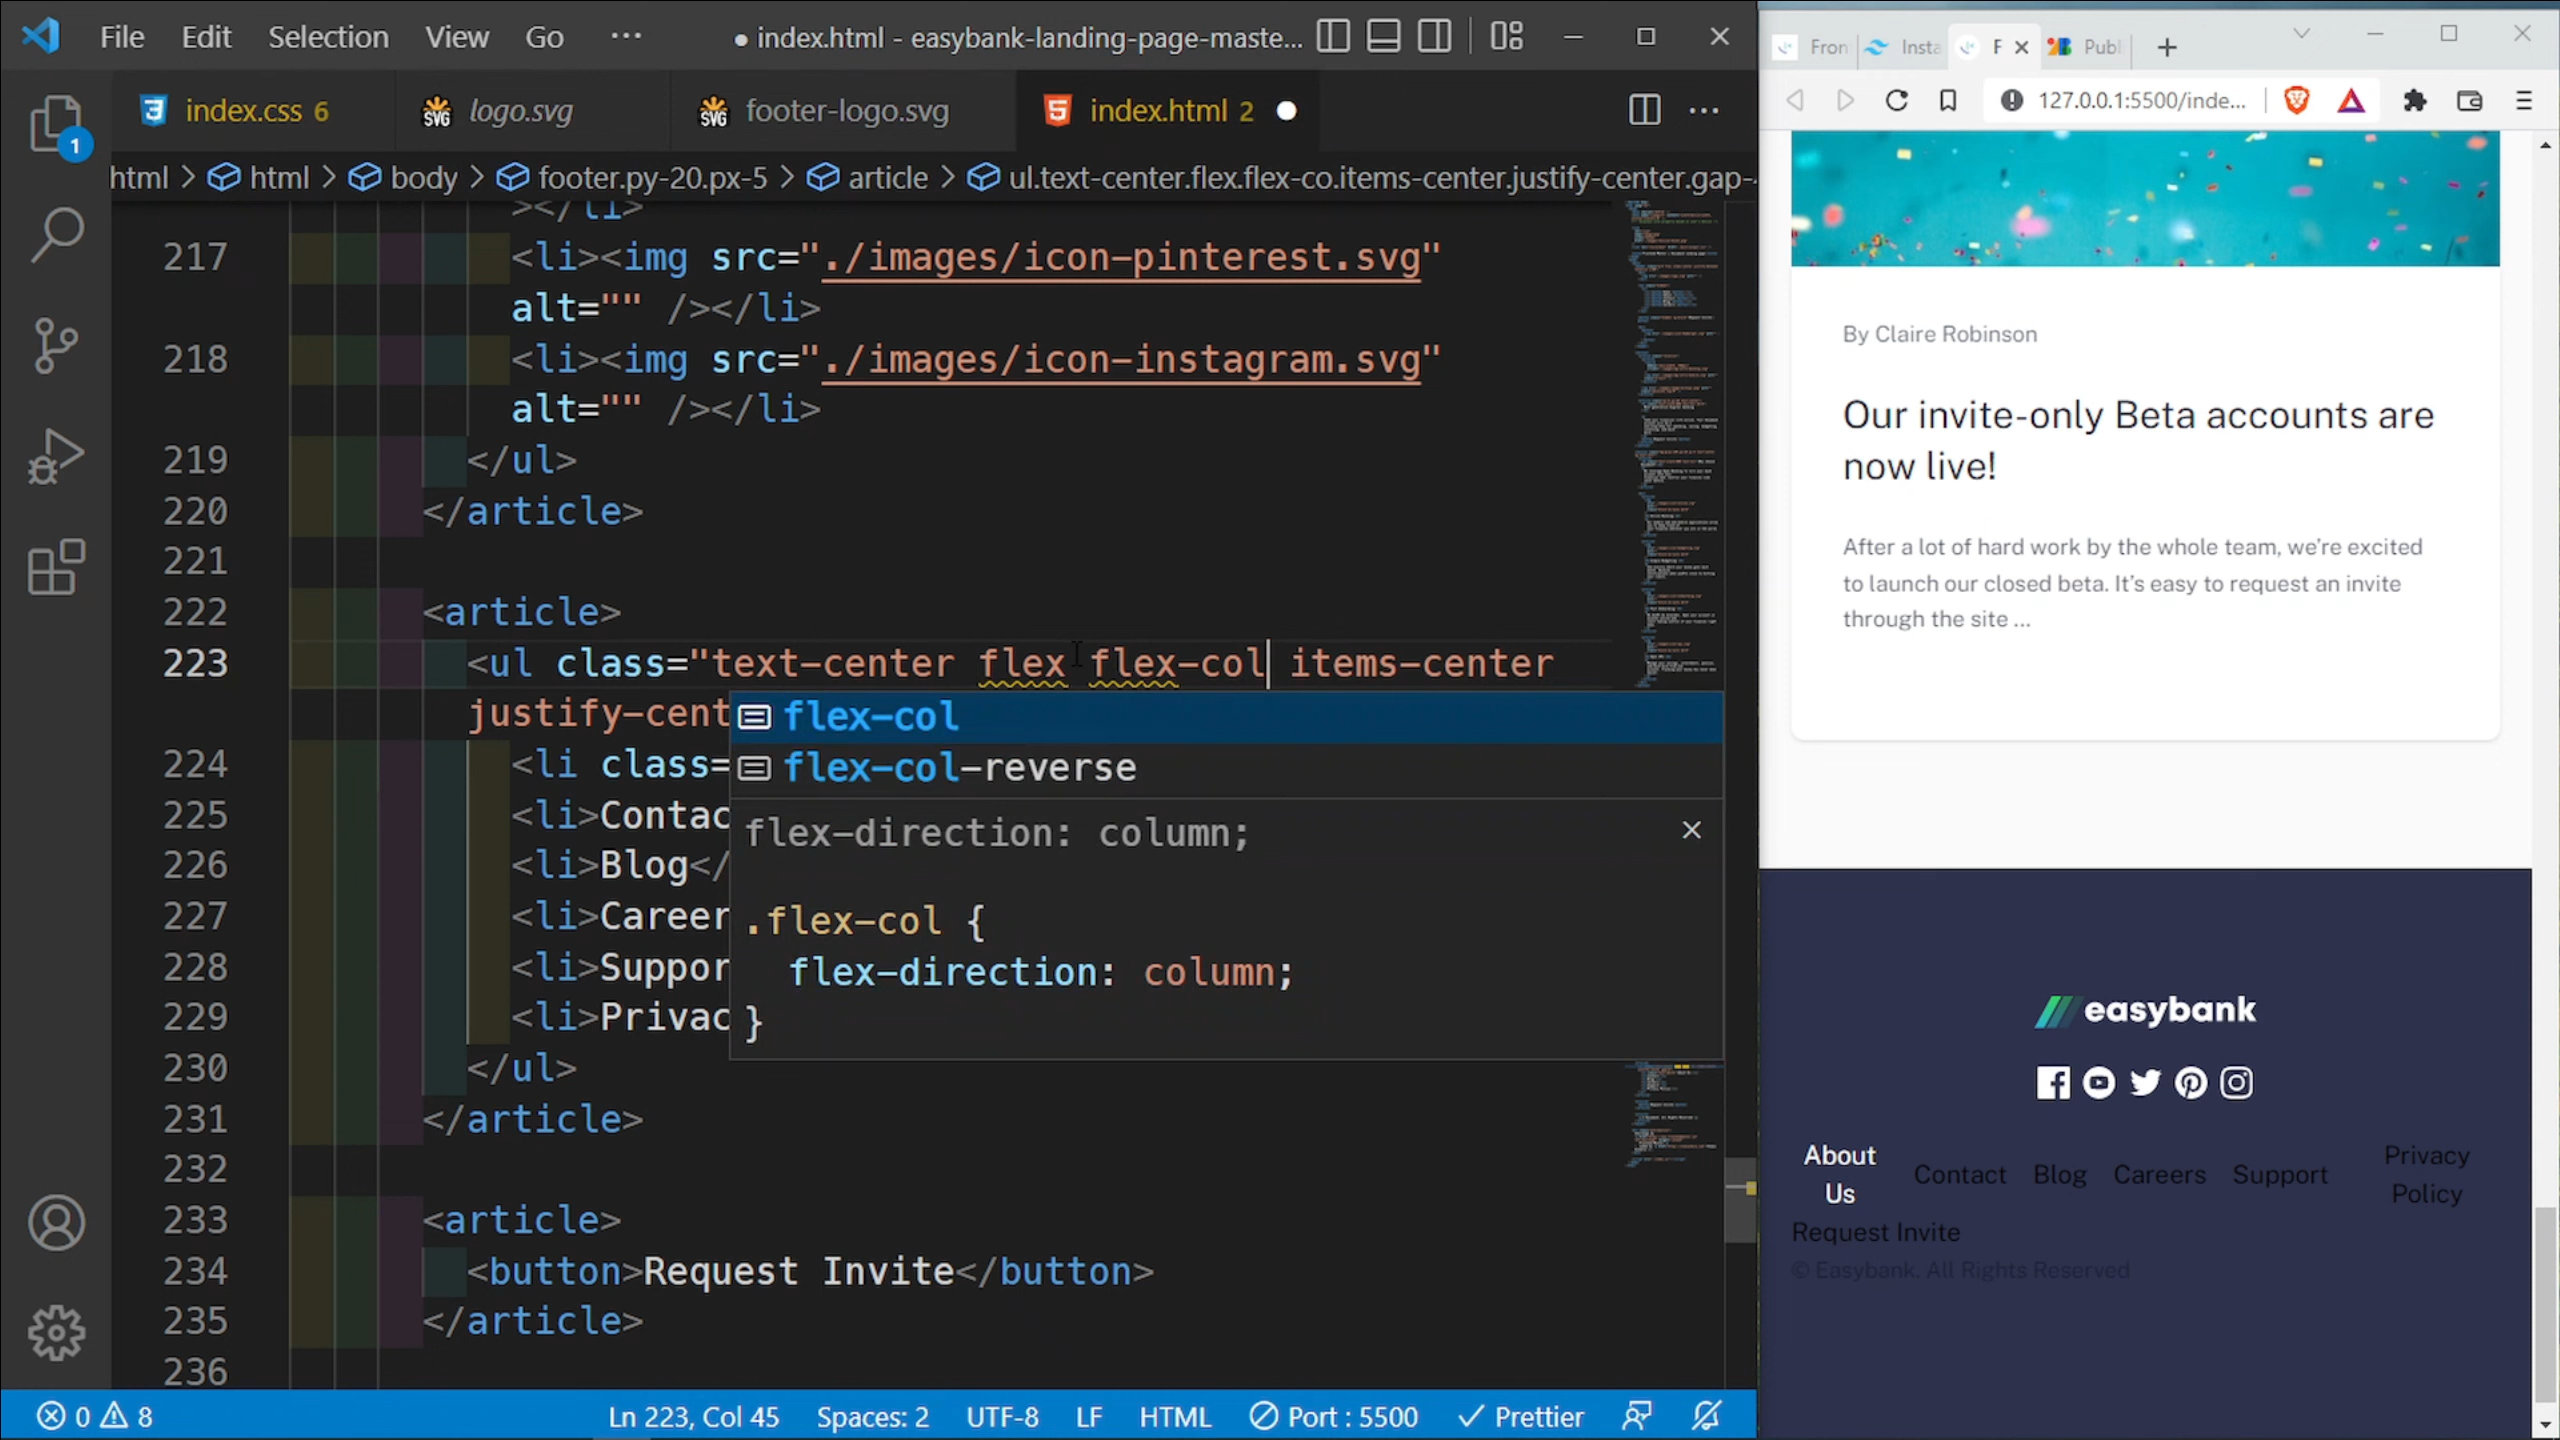 File Edit Selection View Go ··· ● index.html - easybank-landing-page-maste...
index.css 6 logo.svg footer-logo.svg index.html 2
html > html > body > footer.py-20.px-5 > article > ul.text-center.flex.flex-co.items-center.justify-center.gap-
></li>
217 <li><img src="./images/icon-pinterest.svg"
alt="" /></li>
218 <li><img src="./images/icon-instagram.svg"
alt="" /></li>
219 </ul>
220 </article>
221
222 <article>
223 <ul class="text-center flex flex-col items-center
justify-cent
flex-col
flex-col-reverse
flex-direction: column;
.flex-col {
flex-direction: column;
}
224 <li class=
225 <li>Contac
226 <li>Blog</
227 <li>Career
228 <li>Suppor
229 <li>Privac
230 </ul>
231 </article>
232
233 <article>
234 <button>Request Invite</button>
235 </article>
236
1
0 8 Ln 223, Col 45 Spaces: 2 UTF-8 LF HTML Port : 5500 Prettier
Fron Insta F Publ
127.0.0.1:5500/inde...
By Claire Robinson
Our invite-only Beta accounts are
now live!
After a lot of hard work by the whole team, we’re excited
to launch our closed beta. It’s easy to request an invite
through the site ...
easybank
About
Us
Contact Blog Careers Support
Privacy
Policy
Request Invite
© Easybank. All Rights Reserved